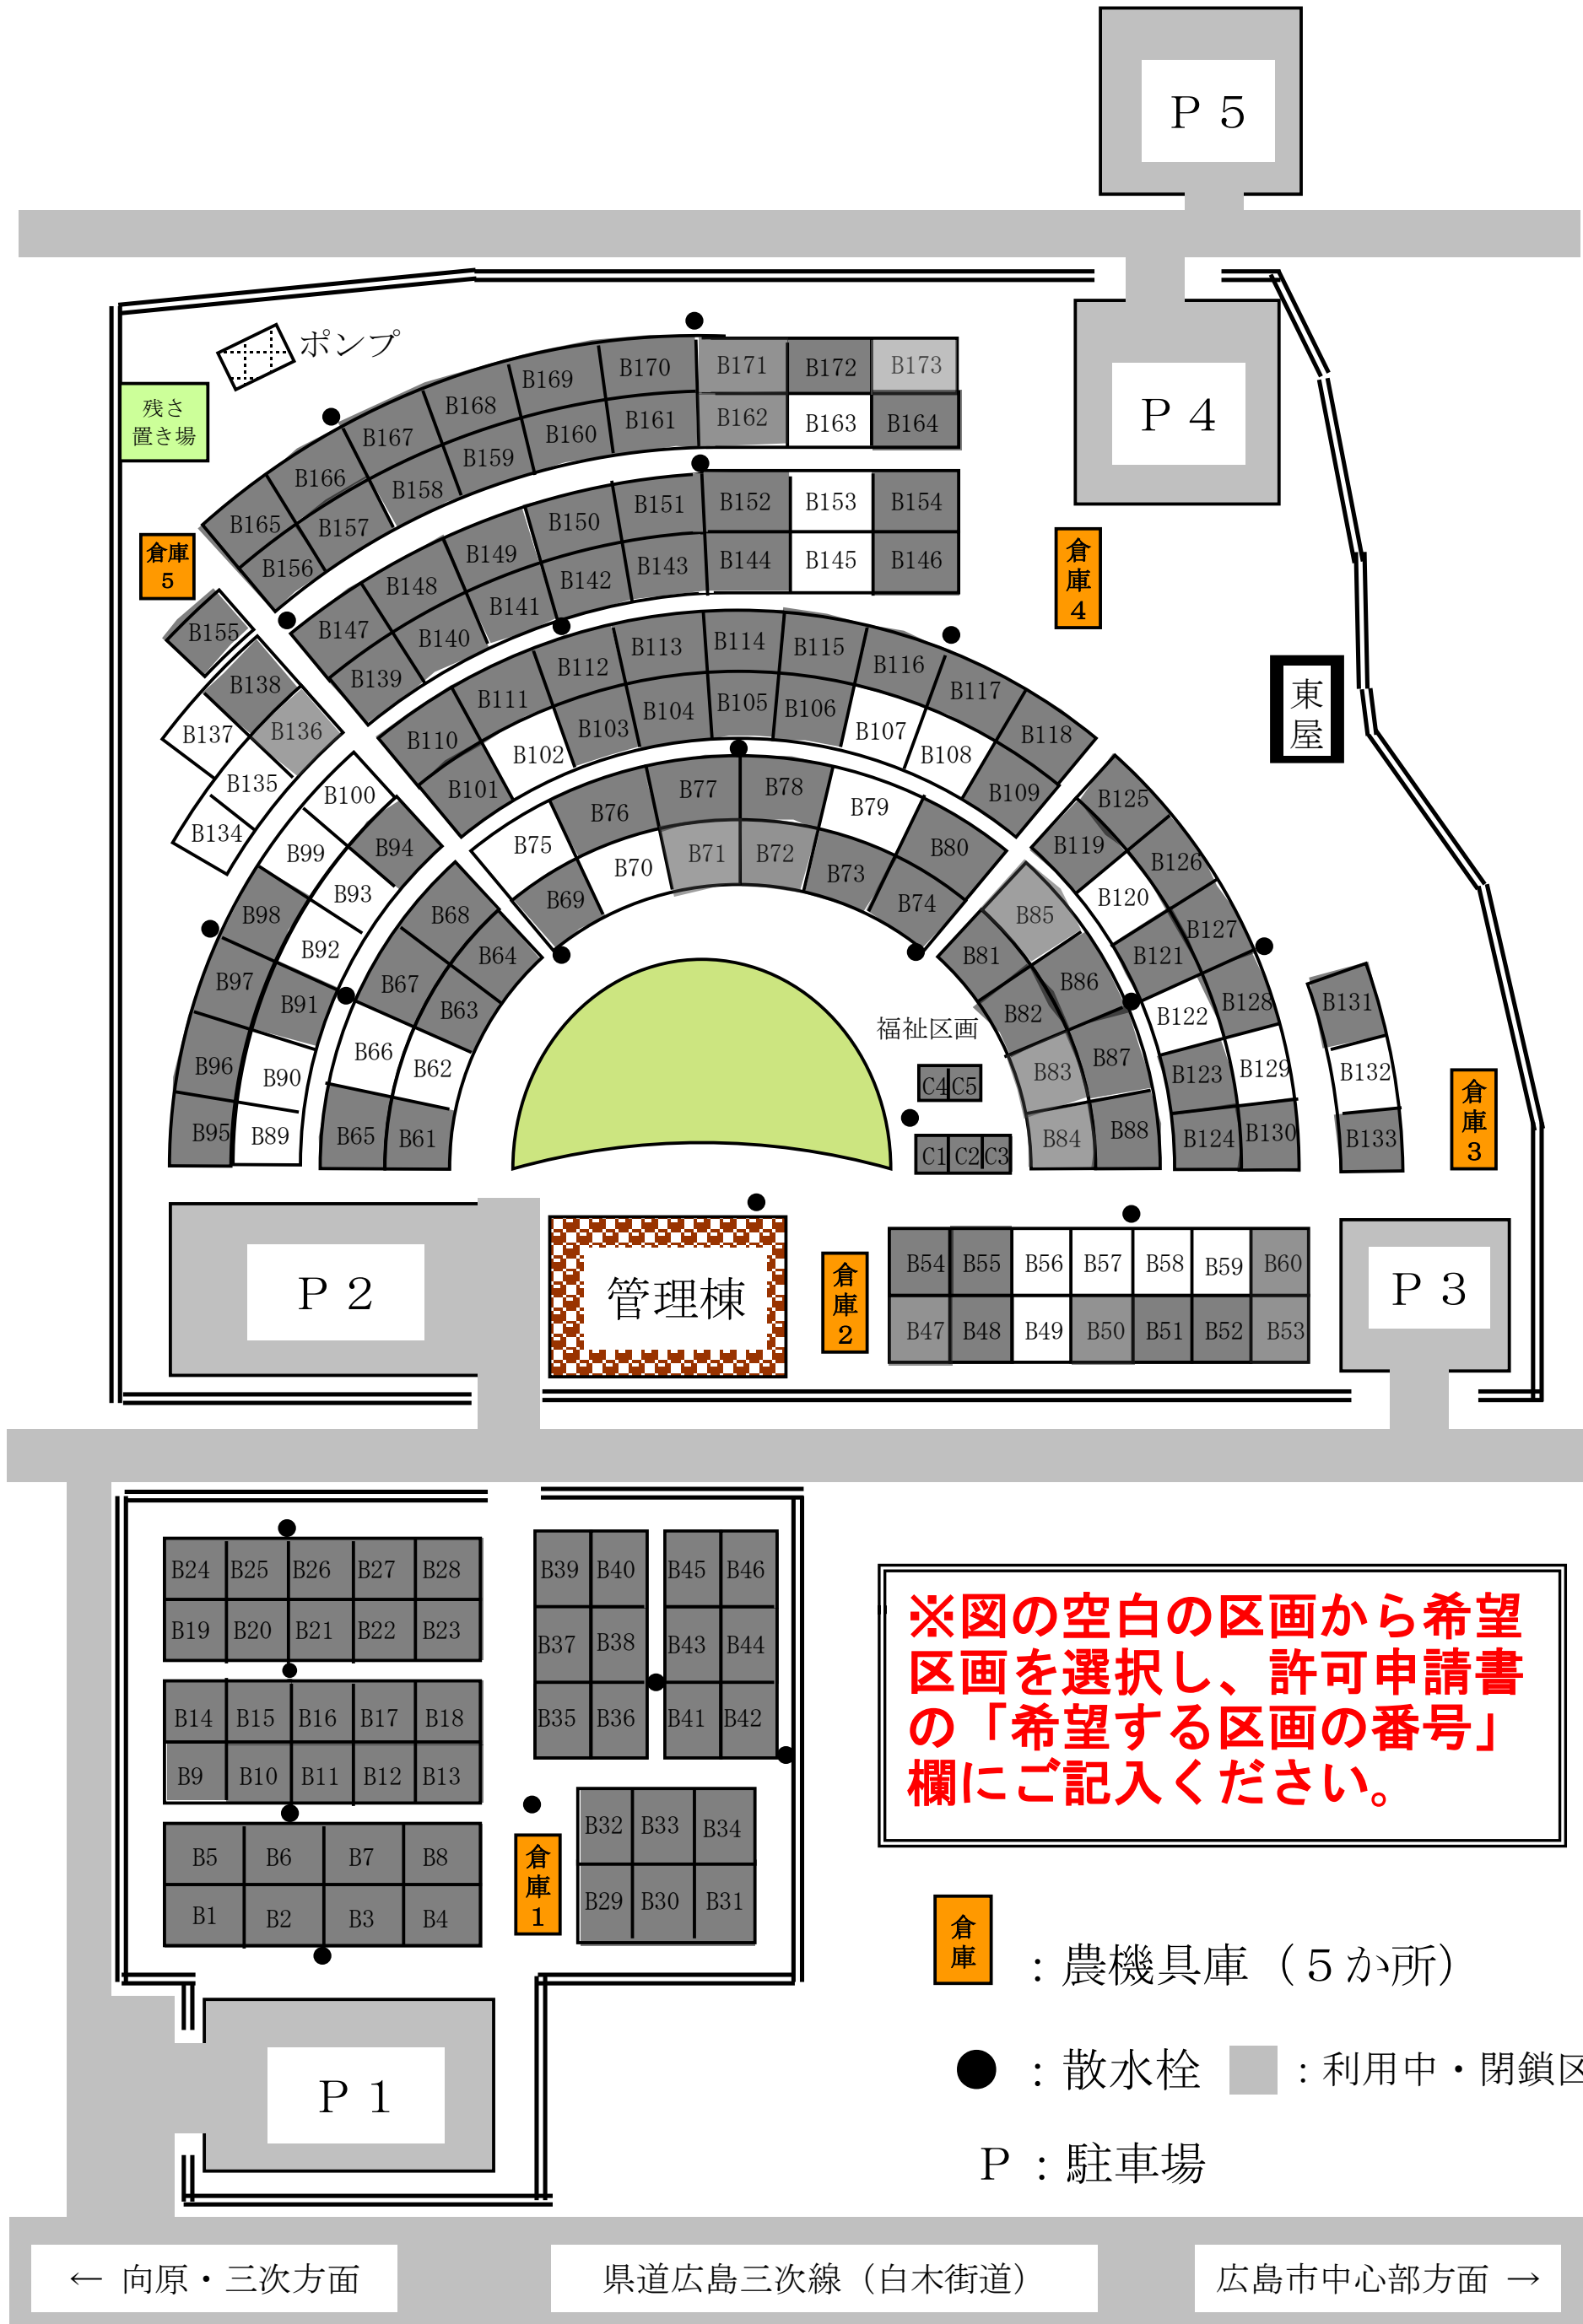 Ｐ５
Ｐ４
ポンプ
残さ
置き場
B169 B170 B171 B172 B173
B165 B166 B167 B168
B160 B161 B162 B163 B164
B156 B157 B158 B159
倉庫
5
B150 B151 B152 B153 B154
B147 B148 B149
B142 B143 B144 B145 B146
B139 B140 B141
倉
庫
4
B155
B138
B137 B136
B135
B134
B110 B111 B112 B113 B114 B115 B116 B117 B118
B101 B102 B103 B104 B105 B106 B107 B108 B109
東
屋
B75 B76 B77 B78 B79 B80
B69 B70 B71 B72 B73 B74
B100
B99 B94
B98 B93
B97 B92
B96 B91
B95 B90
B89
B68 B64
B67 B63
B66 B62
B65 B61
B81 B85
B82 B86
B83 B87
B84 B88
B125
B119 B126
B120 B127
B121 B128
B122 B129
B123 B130
B124
B131
B132
B133
福祉区画
C4 C5
C1 C2 C3
倉
庫
3
Ｐ２
管理棟
倉
庫
2
B54 B55 B56 B57 B58 B59 B60
B47 B48 B49 B50 B51 B52 B53
Ｐ３
B24 B25 B26 B27 B28
B19 B20 B21 B22 B23
B14 B15 B16 B17 B18
B9 B10 B11 B12 B13
B5 B6 B7 B8
B1 B2 B3 B4
B39 B40 B45 B46
B37 B38 B43 B44
B35 B36 B41 B42
B32 B33 B34
B29 B30 B31
倉
庫
1
※図の空白の区画から希望
区画を選択し、許可申請書
の「希望する区画の番号」
欄にご記入ください。
倉
庫
：農機具庫（５か所）
：散水栓 ：利用中・閉鎖区
Ｐ：駐車場
Ｐ１
← 向原・三次方面 県道広島三次線（白木街道） 広島市中心部方面 →